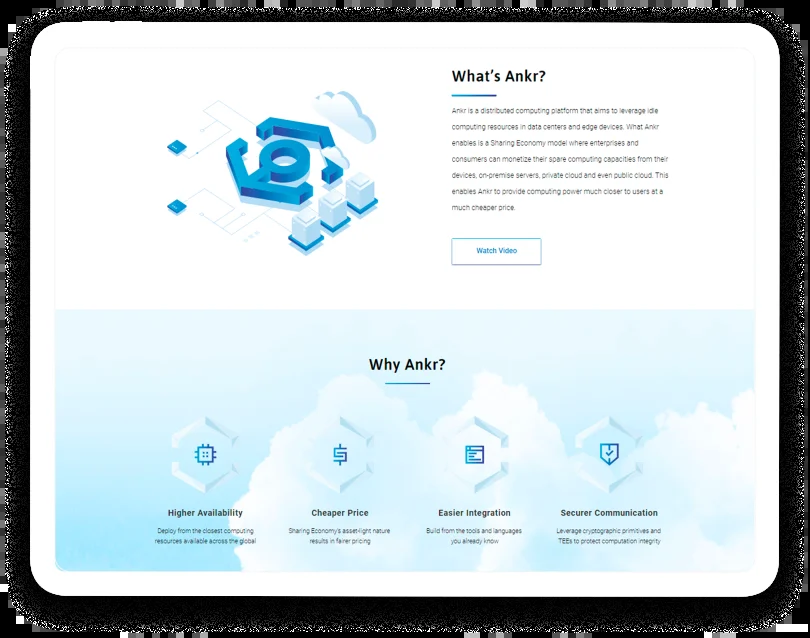 What's Ankr?
Ankr is a distributed computing platform that aims to leverage idle
computing resources in data centers and edge devices. What Ankr
enables is a Sharing Economy model where enterprises and
consumers can monetize their spare computing capacities from their
devices, on-premise servers, private cloud and even public cloud. This
enables Ankr to provide computing power much closer to users at a
much cheaper price.
Watch Video
Why Ankr?
Higher Availability
Deploy from the closest computing
resources available across the global
Cheaper Price
Sharing Economy's asset-light nature
results in fairer pricing
Easier Integration
Build from the tools and languages
you already know
Securer Communication
Leverage cryptographic primitives and
TEEs to protect computation integrity